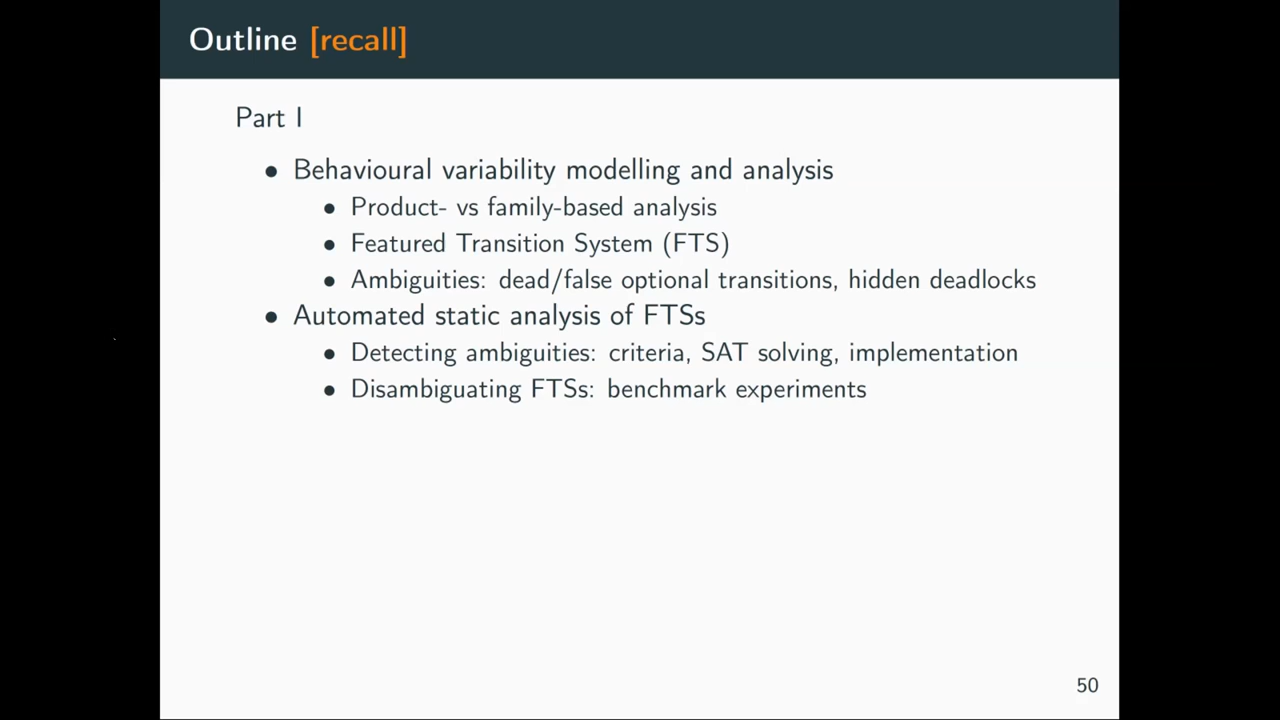 Outline [recall]
Part I
• Behavioural variability modelling and analysis
• Product- vs family-based analysis
• Featured Transition System (FTS)
• Ambiguities: dead/false optional transitions, hidden deadlocks
• Automated static analysis of FTSs
• Detecting ambiguities: criteria, SAT solving, implementation
• Disambiguating FTSs: benchmark experiments
50